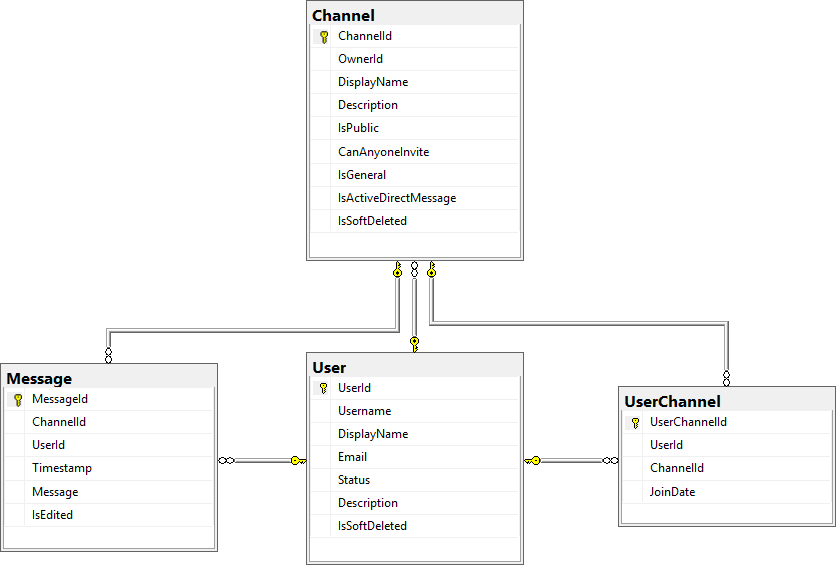 Channel
ChannelId
OwnerId
DisplayName
Description
IsPublic
CanAnyoneInvite
IsGeneral
IsActiveDirectMessage
IsSoftDeleted
Message
MessageId
ChannelId
UserId
Timestamp
Message
IsEdited
User
UserId
Username
DisplayName
Email
Status
Description
IsSoftDeleted
UserChannel
UserChannelId
UserId
ChannelId
JoinDate